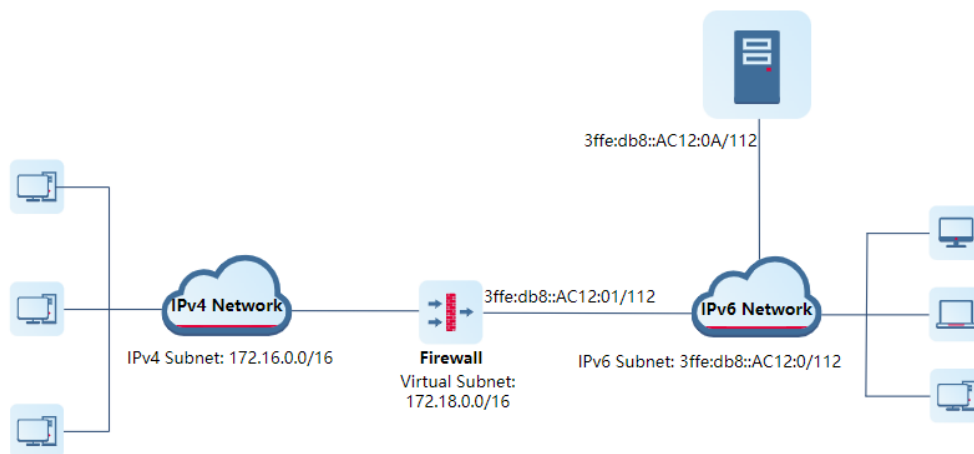 3ffe:db8::AC12:0A/112
IPv4 Network
3ffe:db8::AC12:01/112
IPv6 Network
IPv4 Subnet: 172.16.0.0/16
Firewall
Virtual Subnet:
172.18.0.0/16
IPv6 Subnet: 3ffe:db8::AC12:0/112